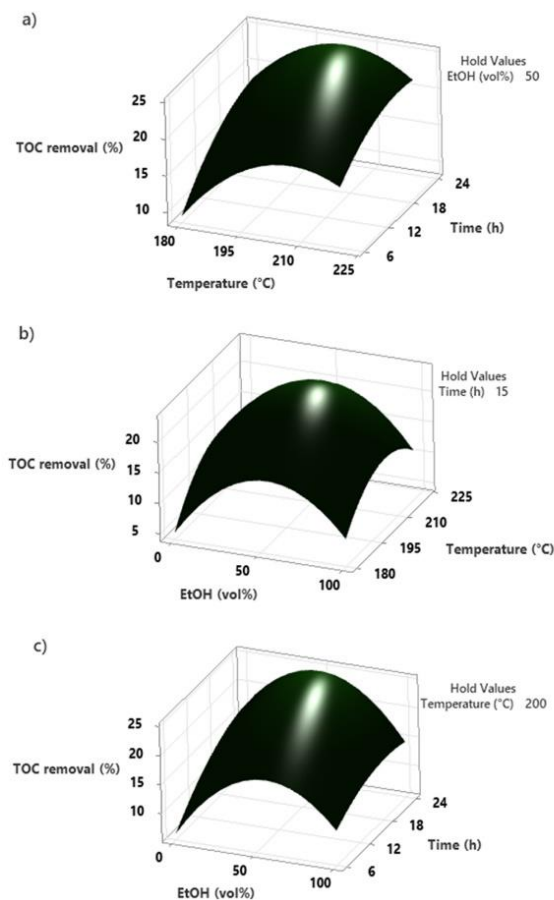 a)
Hold Values
EtOH (vol%) 50
25
20
TOC removal (%)
15
10
24
18
12
Time (h)
6
180
195
210
225
Temperature (°C)
b)
Hold Values
Time (h) 15
20
15
TOC removal (%)
10
5
225
210
195
Temperature (°C)
180
0
50
100
EtOH (vol%)
c)
Hold Values
Temperature (°C) 200
25
20
TOC removal (%)
15
10
24
18
12
Time (h)
6
0
50
100
EtOH (vol%)